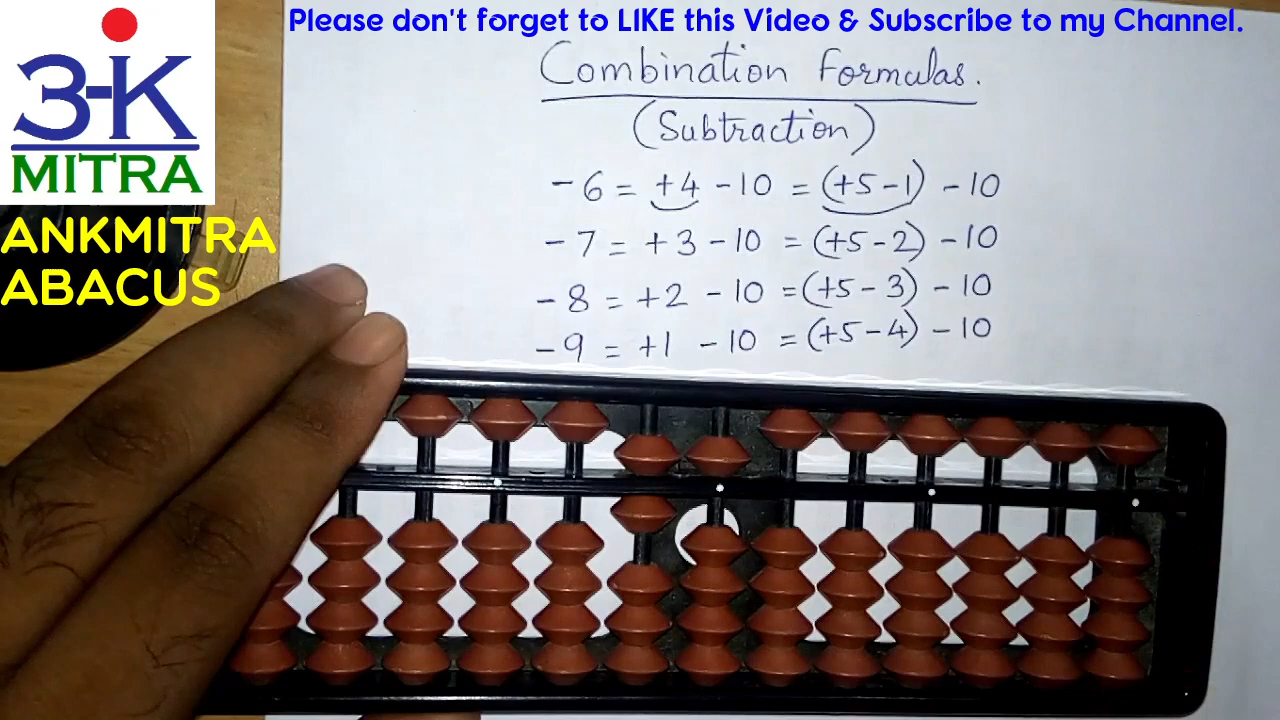 Please don't forget to LIKE this Video & Subscribe to my Channel.
3-K
MITRA
ANKMITRA
ABACUS
Combination Formulas.
(Subtraction)
-6 = +4 -10 = (+5-1) -10
-7 = +3 -10 = (+5-2) -10
-8 = +2 -10 = (+5-3) -10
-9 = +1 -10 = (+5-4) -10